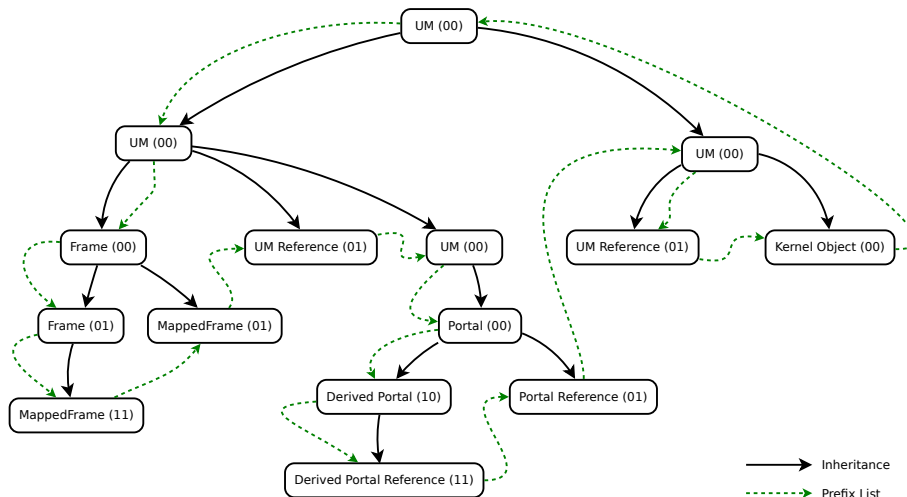 UM (00)
UM (00)
UM (00)
Frame (00)
UM Reference (01)
UM (00)
UM Reference (01)
Kernel Object (00)
Frame (01)
MappedFrame (01)
Portal (00)
Derived Portal (10)
Portal Reference (01)
MappedFrame (11)
Derived Portal Reference (11)
Inheritance
Prefix List